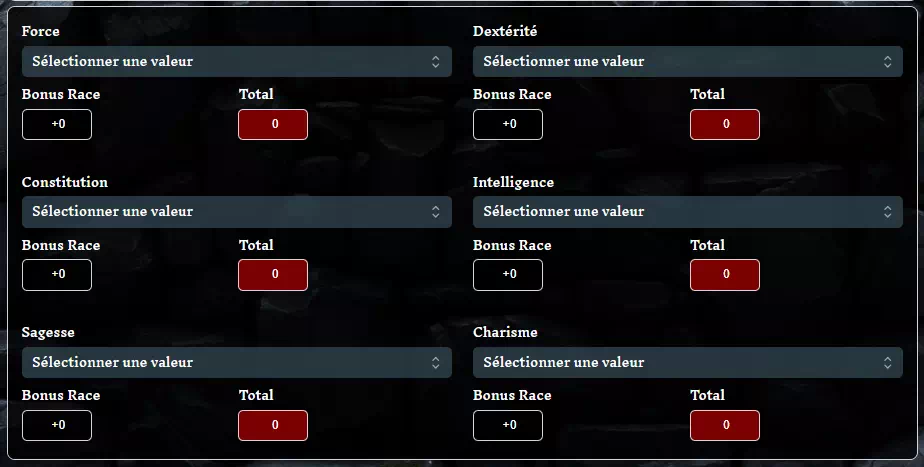 Force
Dextérité
Sélectionner une valeur
Sélectionner une valeur
Bonus Race
Total
Bonus Race
Total
+0
0
+0
0
Constitution
Intelligence
Sélectionner une valeur
Sélectionner une valeur
Bonus Race
Total
Bonus Race
Total
+0
0
+0
0
Sagesse
Charisme
Sélectionner une valeur
Sélectionner une valeur
Bonus Race
Total
Bonus Race
Total
+0
0
+0
0